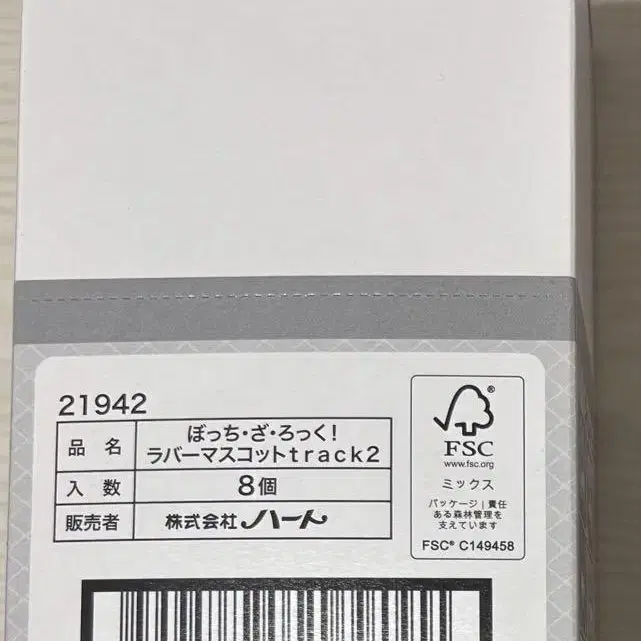 21942
品名 ぼっち・ざ・ろっく!
ラバーマスコットtrack2
入数 8個
販売者 株式会社ハート
®
FSC
www.fsc.org
ミックス
パッケージ|責任
ある森林管理を
支えています
FSC® C149458